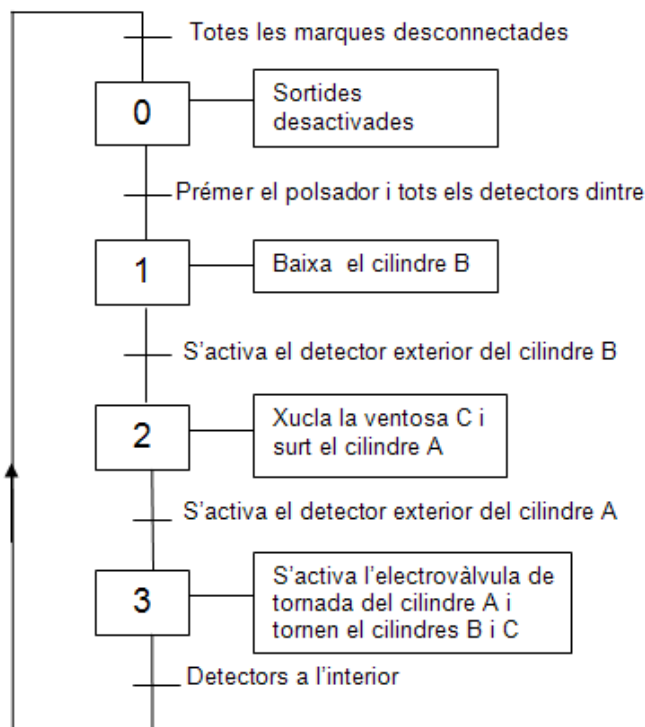 Totes les marques desconnectades
0
Sortides
desactivades
Prémer el polsador i tots els detectors dintre
1
Baixa el cilindre B
S'activa el detector exterior del cilindre B
2
Xucla la ventosa C i
surt el cilindre A
S'activa el detector exterior del cilindre A
3
S'activa l'electrovàlvula de
tornada del cilindre A i
tornen el cilindres B i C
Detectors a l'interior